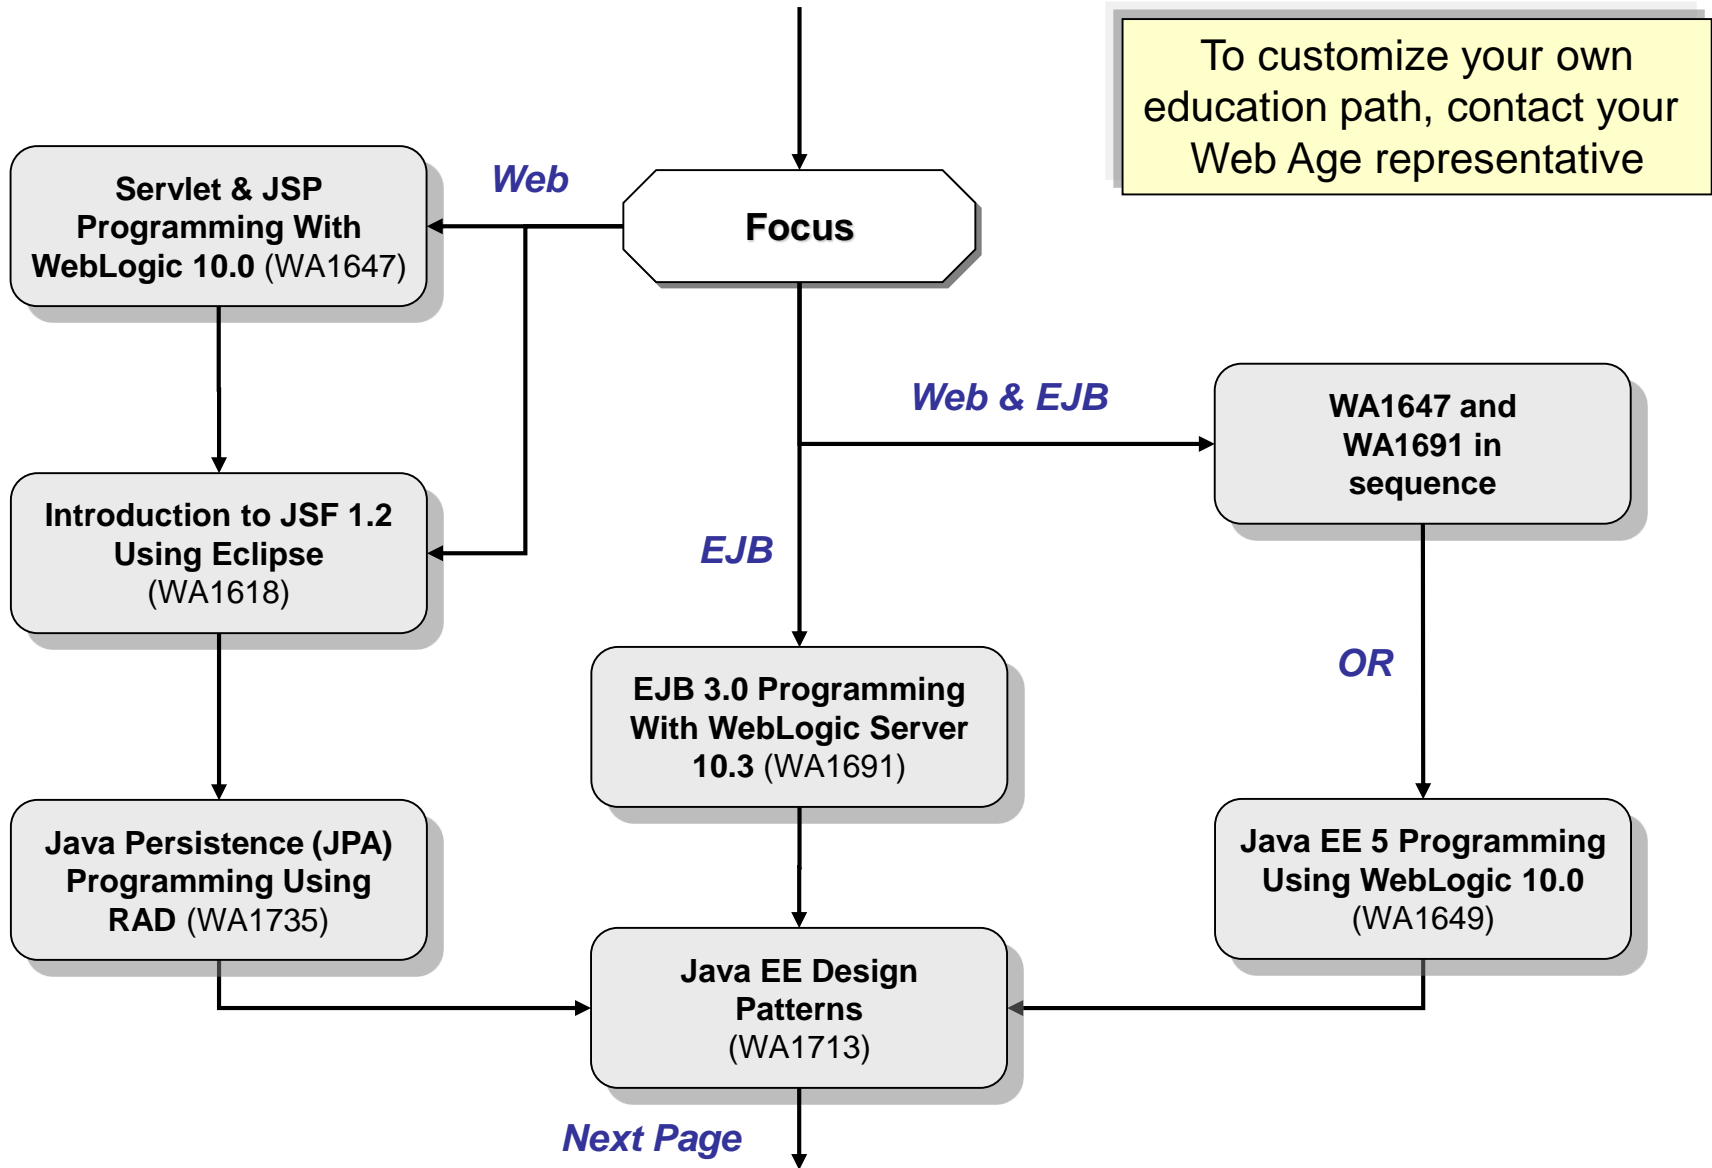 To customize your own
education path, contact your
Web Age representative
Servlet & JSP
Programming With
WebLogic 10.0 (WA1647)
Web
Focus
Web & EJB
WA1647 and
WA1691 in
sequence
Introduction to JSF 1.2
Using Eclipse
(WA1618)
EJB
OR
EJB 3.0 Programming
With WebLogic Server
10.3 (WA1691)
Java Persistence (JPA)
Programming Using
RAD (WA1735)
Java EE 5 Programming
Using WebLogic 10.0
(WA1649)
Java EE Design
Patterns
(WA1713)
Next Page